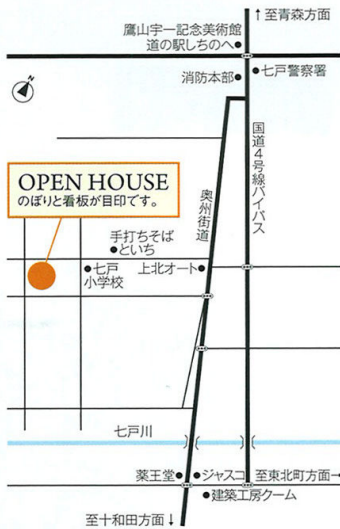 ↑至青森方面
鷹山宇一記念美術館
道の駅しちのへ
消防本部
七戸警察署
N
国道4号線バイパス
奥州街道
OPEN HOUSE
のぼりと看板が目印です。
手打ちそば
といち
七戸
小学校
上北オート
七戸川
薬王堂
ジャスコ
至東北町方面→
建築工房クーム
至十和田方面↓